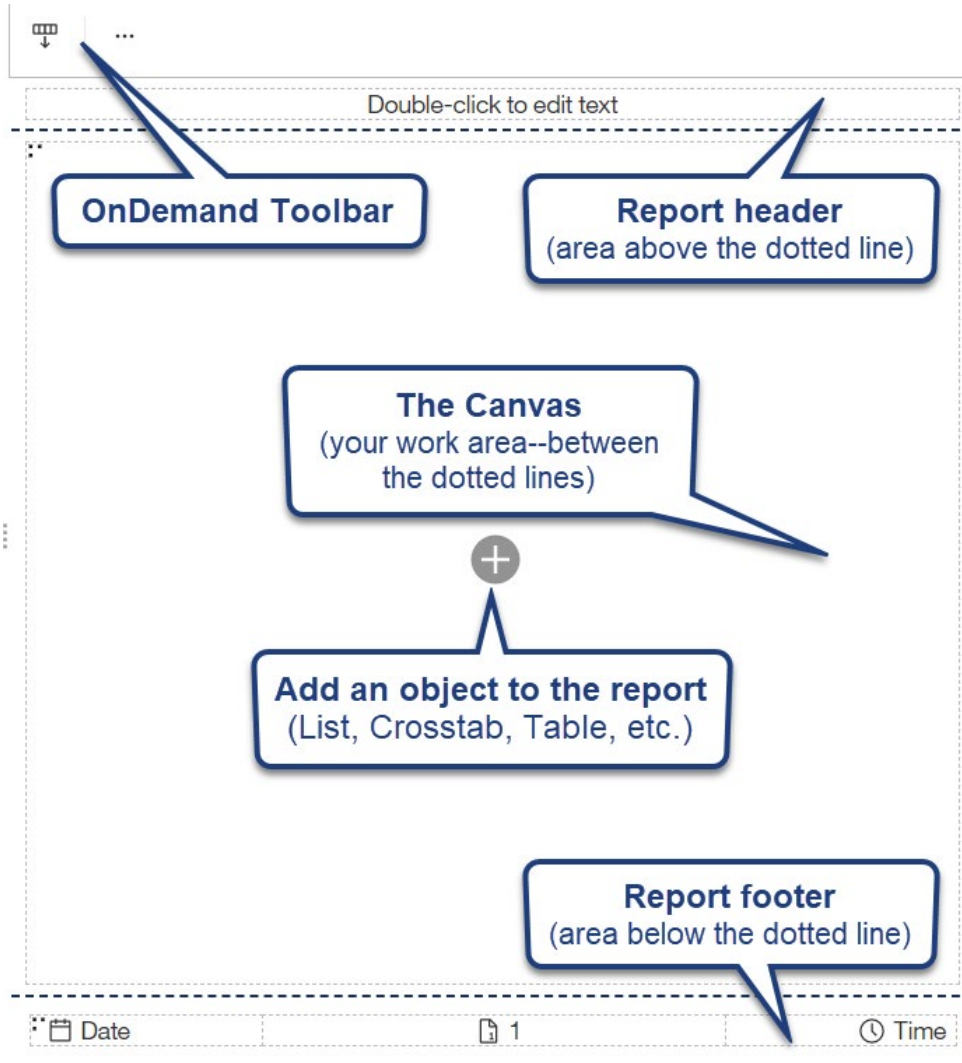 ...
Double-click to edit text
OnDemand Toolbar
Report header
(area above the dotted line)
The Canvas
(your work area--between
the dotted lines)
Add an object to the report
(List, Crosstab, Table, etc.)
Report footer
(area below the dotted line)
Date
1
Time